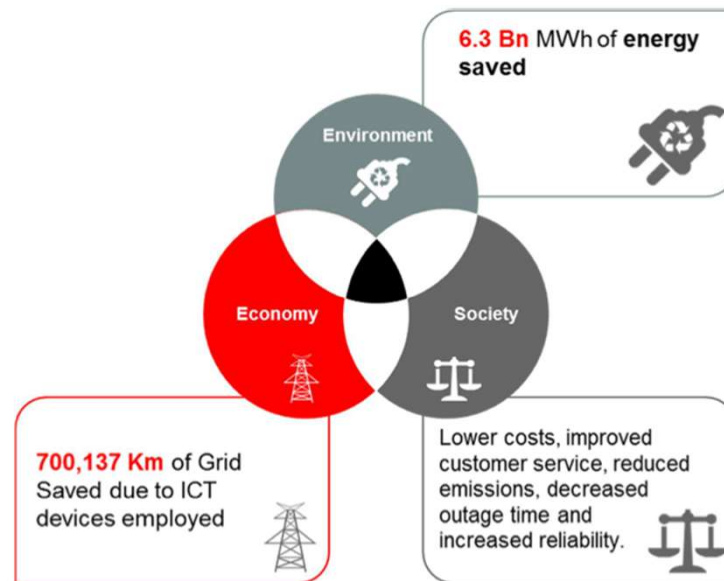 6.3 Bn MWh of energy
saved
Environment
Economy
Society
700,137 Km of Grid
Saved due to ICT
devices employed
Lower costs, improved
customer service, reduced
emissions, decreased
outage time and
increased reliability.